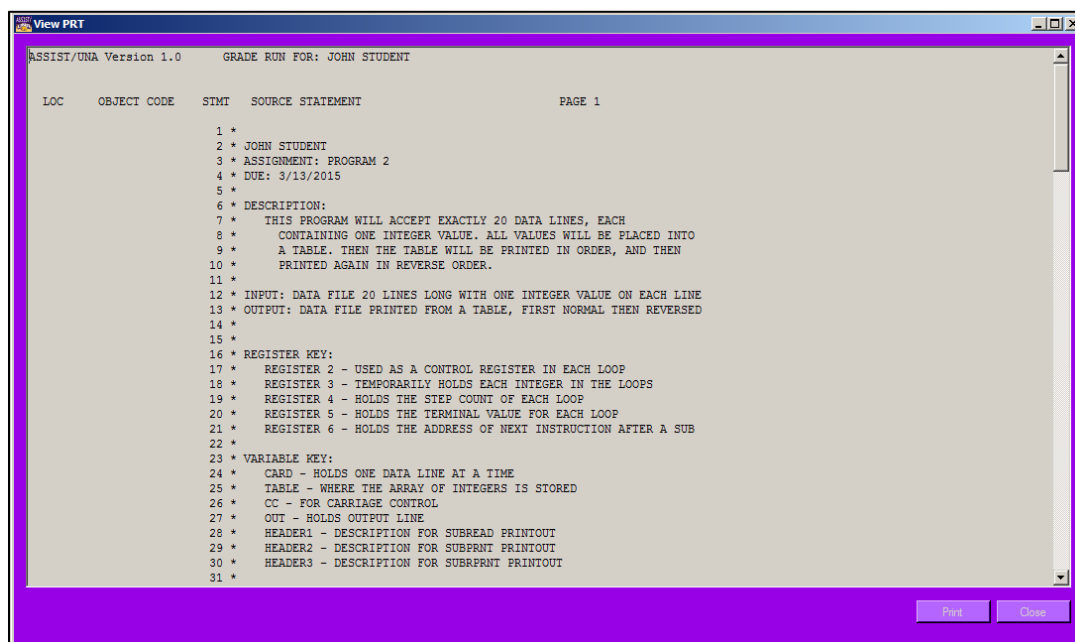 View PRT
ASSIST/UNA Version 1.0 GRADE RUN FOR: JOHN STUDENT
LOC OBJECT CODE STMT SOURCE STATEMENT PAGE 1
1 *
2 * JOHN STUDENT
3 * ASSIGNMENT: PROGRAM 2
4 * DUE: 3/13/2015
5 *
6 * DESCRIPTION:
7 * THIS PROGRAM WILL ACCEPT EXACTLY 20 DATA LINES, EACH
8 * CONTAINING ONE INTEGER VALUE. ALL VALUES WILL BE PLACED INTO
9 * A TABLE. THEN THE TABLE WILL BE PRINTED IN ORDER, AND THEN
10 * PRINTED AGAIN IN REVERSE ORDER.
11 *
12 * INPUT: DATA FILE 20 LINES LONG WITH ONE INTEGER VALUE ON EACH LINE
13 * OUTPUT: DATA FILE PRINTED FROM A TABLE, FIRST NORMAL THEN REVERSED
14 *
15 *
16 * REGISTER KEY:
17 * REGISTER 2 - USED AS A CONTROL REGISTER IN EACH LOOP
18 * REGISTER 3 - TEMPORARILY HOLDS EACH INTEGER IN THE LOOPS
19 * REGISTER 4 - HOLDS THE STEP COUNT OF EACH LOOP
20 * REGISTER 5 - HOLDS THE TERMINAL VALUE FOR EACH LOOP
21 * REGISTER 6 - HOLDS THE ADDRESS OF NEXT INSTRUCTION AFTER A SUB
22 *
23 * VARIABLE KEY:
24 * CARD - HOLDS ONE DATA LINE AT A TIME
25 * TABLE - WHERE THE ARRAY OF INTEGERS IS STORED
26 * CC - FOR CARRIAGE CONTROL
27 * OUT - HOLDS OUTPUT LINE
28 * HEADER1 - DESCRIPTION FOR SUBREAD PRINTOUT
29 * HEADER2 - DESCRIPTION FOR SUBPRNT PRINTOUT
30 * HEADER3 - DESCRIPTION FOR SUBRPRNT PRINTOUT
31 *
Print Close